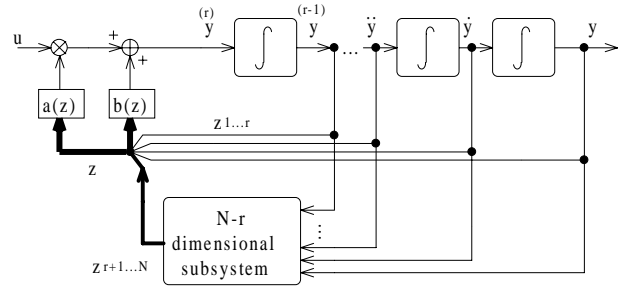 (r) (r-1)
u + y ∫ y ... ÿ ∫ ẏ ∫ y
+
a(z) b(z)
z 1...r
z
N-r
dimensional
subsystem
⋮
z r+1...N